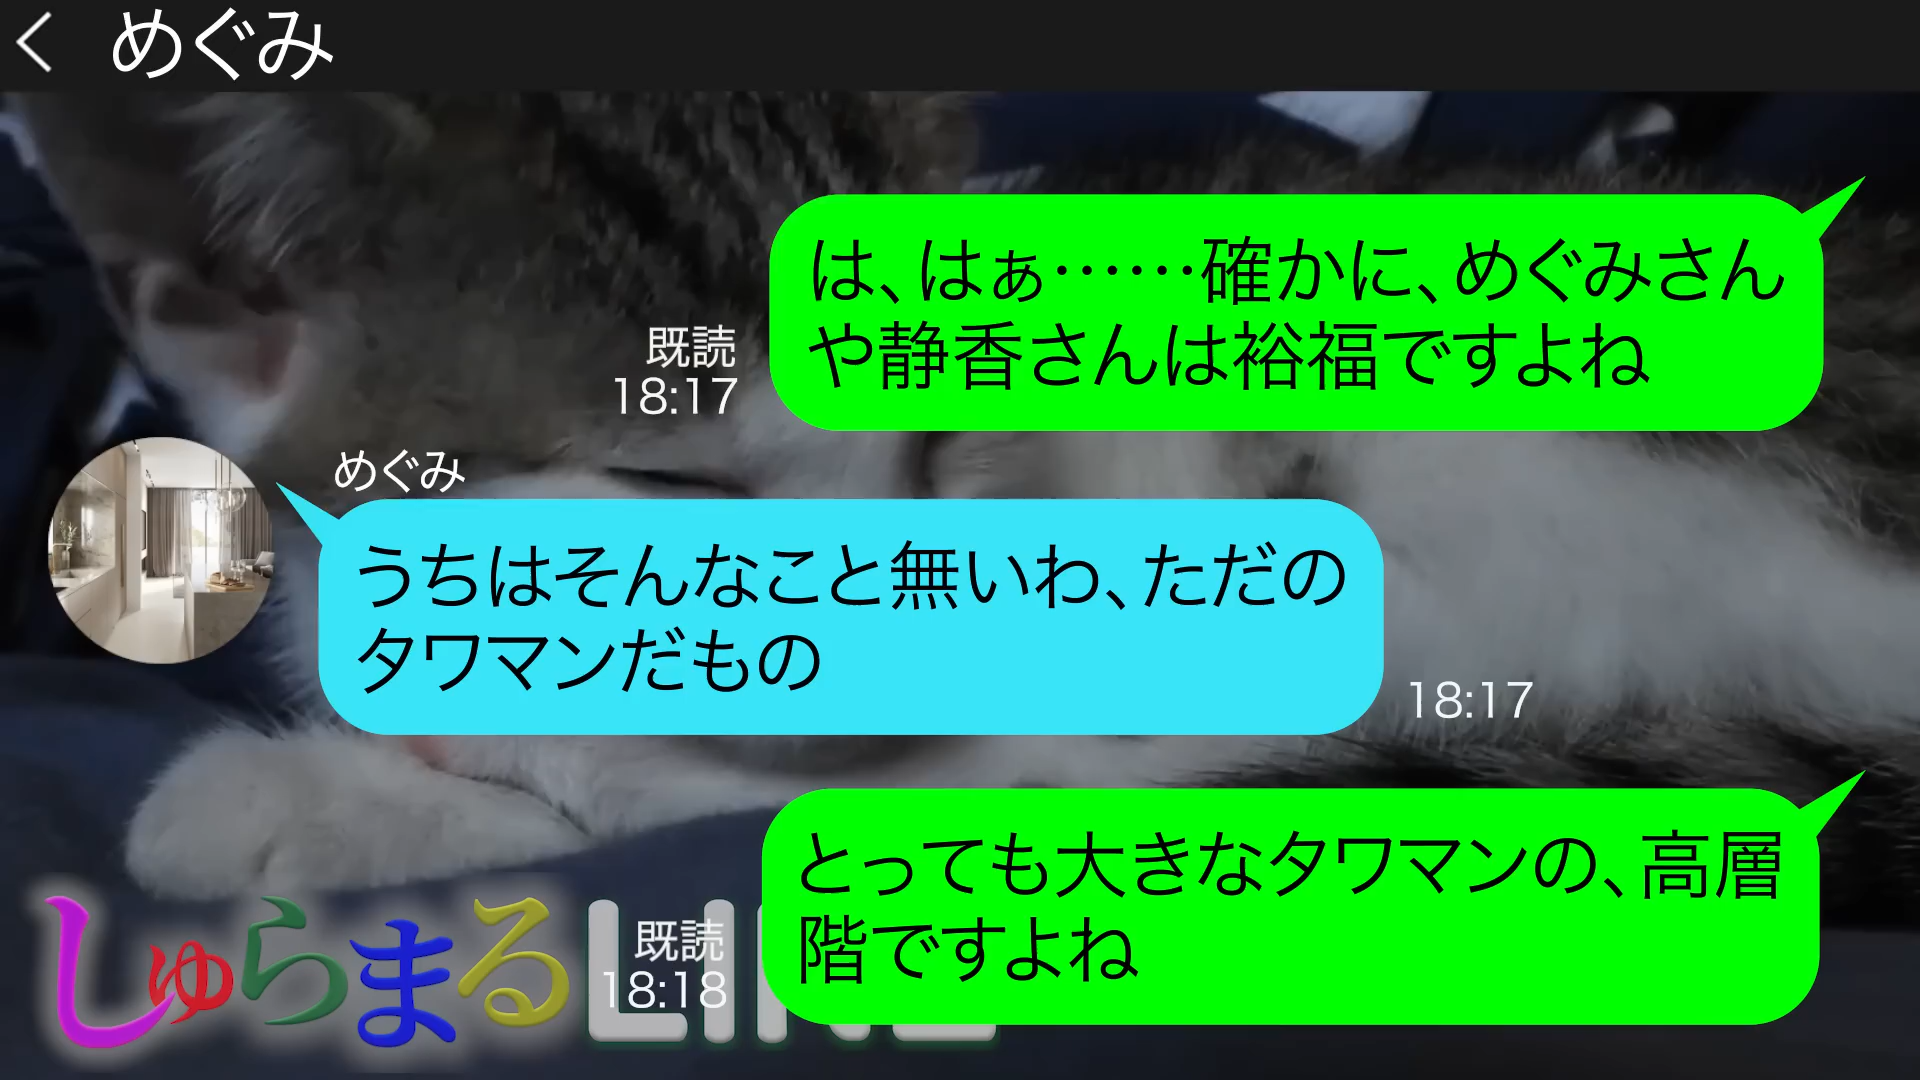 めぐみ
は、はぁ……確かに、めぐみさん
や静香さんは裕福ですよね
既読
18:17
めぐみ
うちはそんなこと無いわ、ただの
タワマンだもの
18:17
とっても大きなタワマンの、高層
階ですよね
既読
18:18
しゅらまるLINE